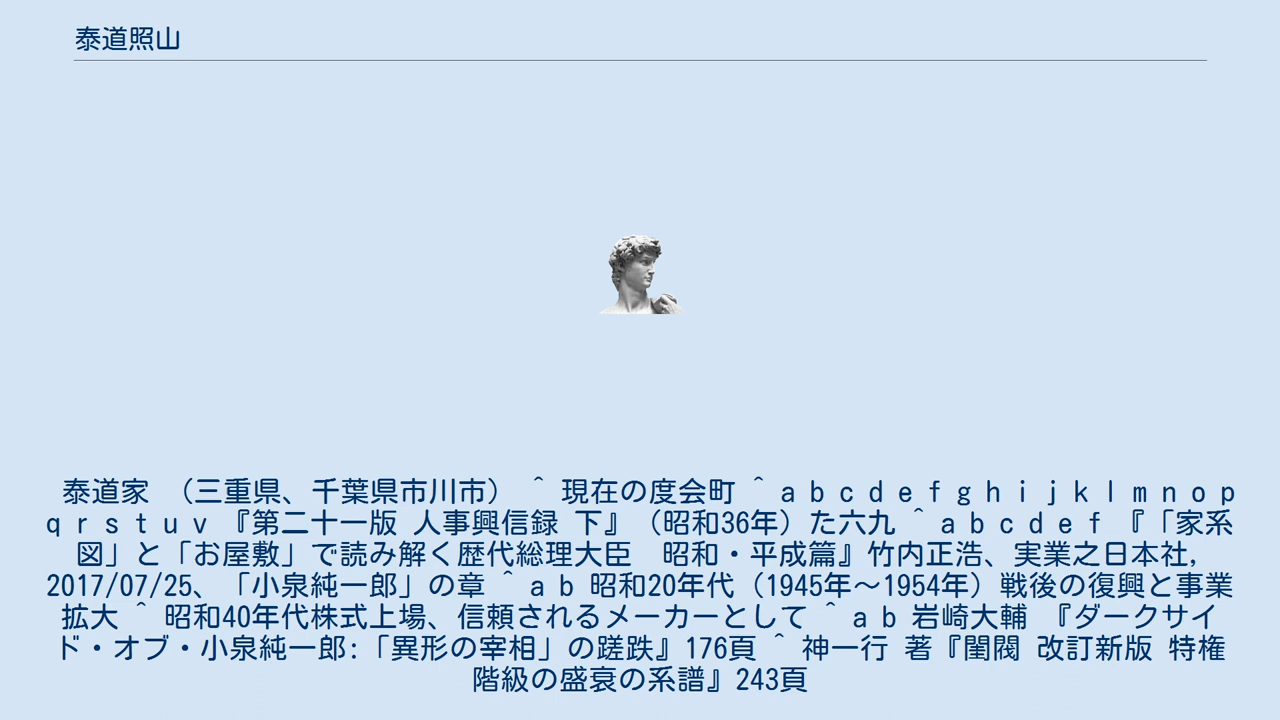 泰道照山
泰道家 （三重県、千葉県市川市） ^ 現在の度会町 ^ a b c d e f g h i j k l m n o p
q r s t u v 『第二十一版 人事興信録 下』（昭和36年）た六九 ^ a b c d e f 『「家系
図」と「お屋敷」で読み解く歴代総理大臣　昭和・平成篇』竹内正浩、実業之日本社,
2017/07/25、「小泉純一郎」の章 ^ a b 昭和20年代（1945年～1954年）戦後の復興と事業
拡大 ^ 昭和40年代株式上場、信頼されるメーカーとして ^ a b 岩崎大輔 『ダークサイ
ド・オブ・小泉純一郎:「異形の宰相」の蹉跌』176頁 ^ 神一行 著『閨閥 改訂新版 特権
階級の盛衰の系譜』243頁